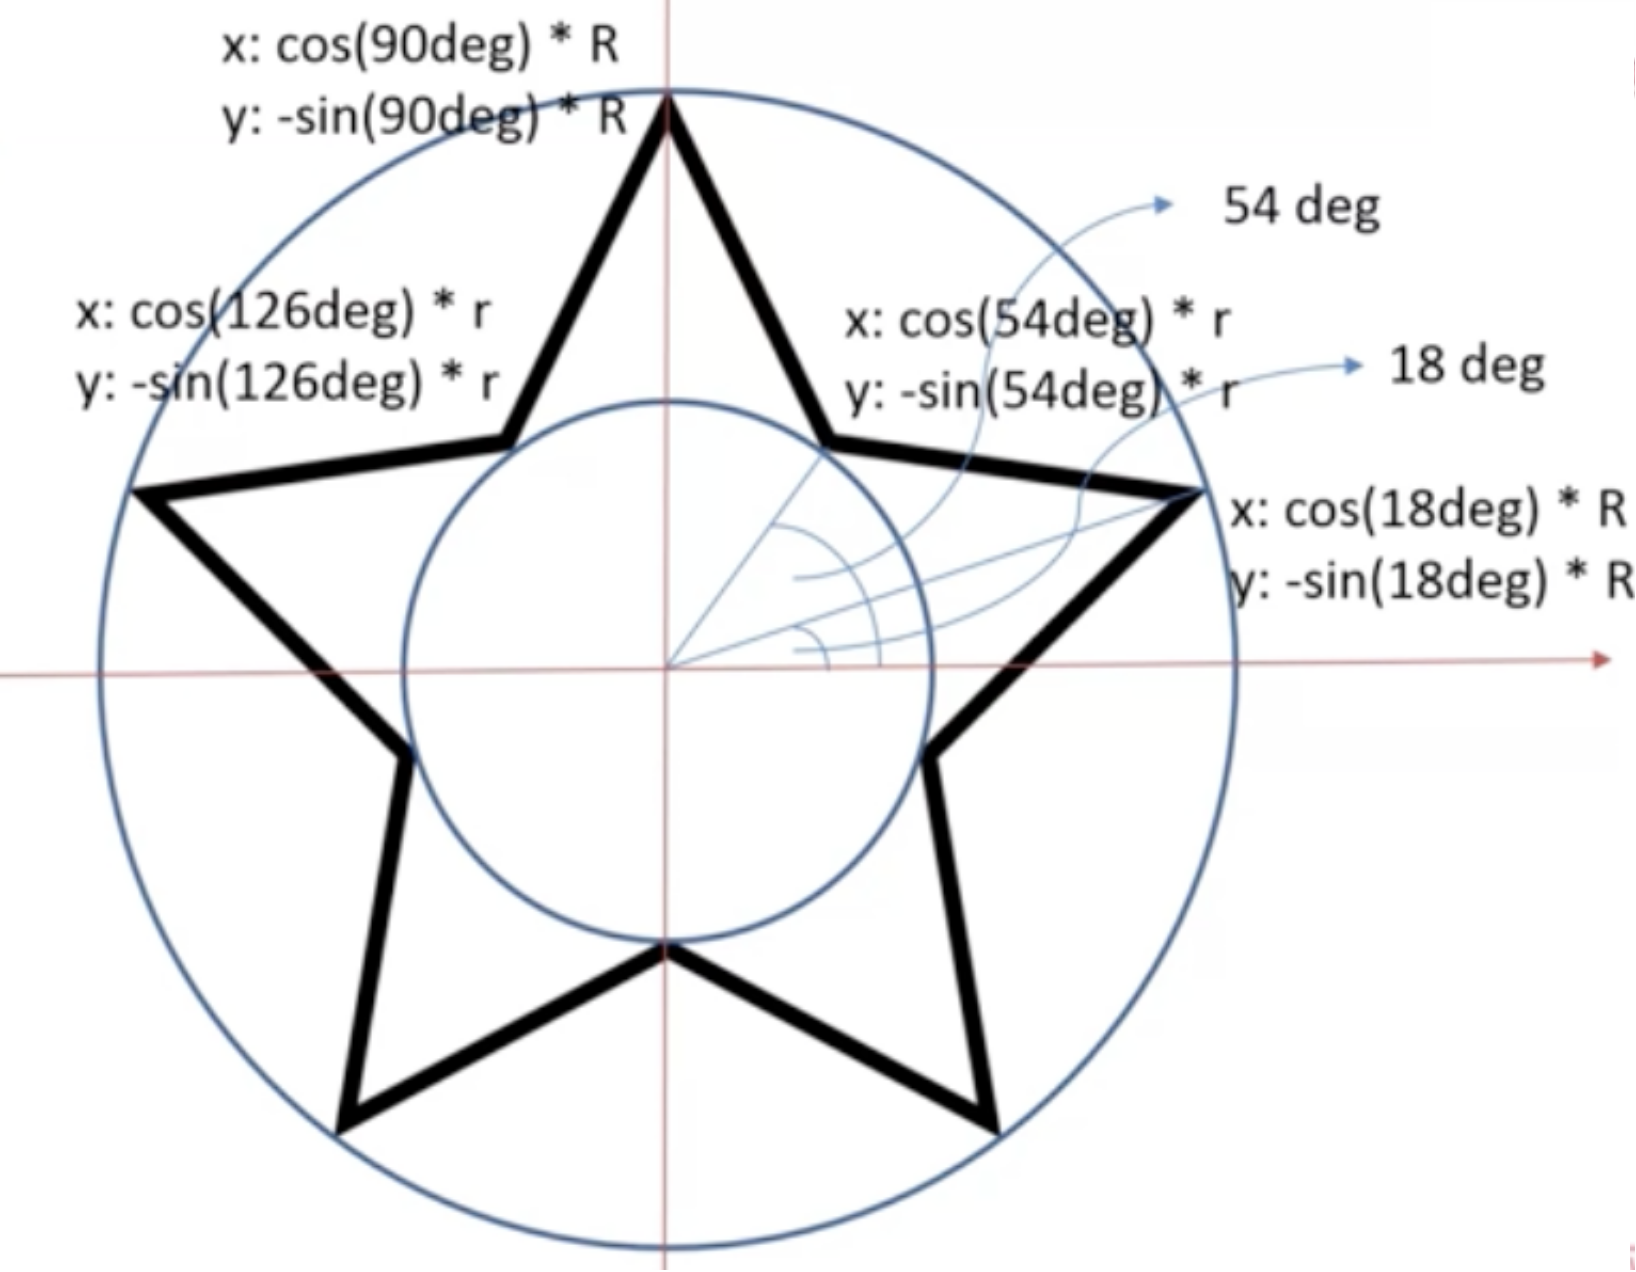 x: cos(90deg) * R
y: -sin(90deg) * R
54 deg
x: cos(126deg) * r
y: -sin(126deg) * r
x: cos(54deg) * r
y: -sin(54deg) * r
18 deg
x: cos(18deg) * R
y: -sin(18deg) * R